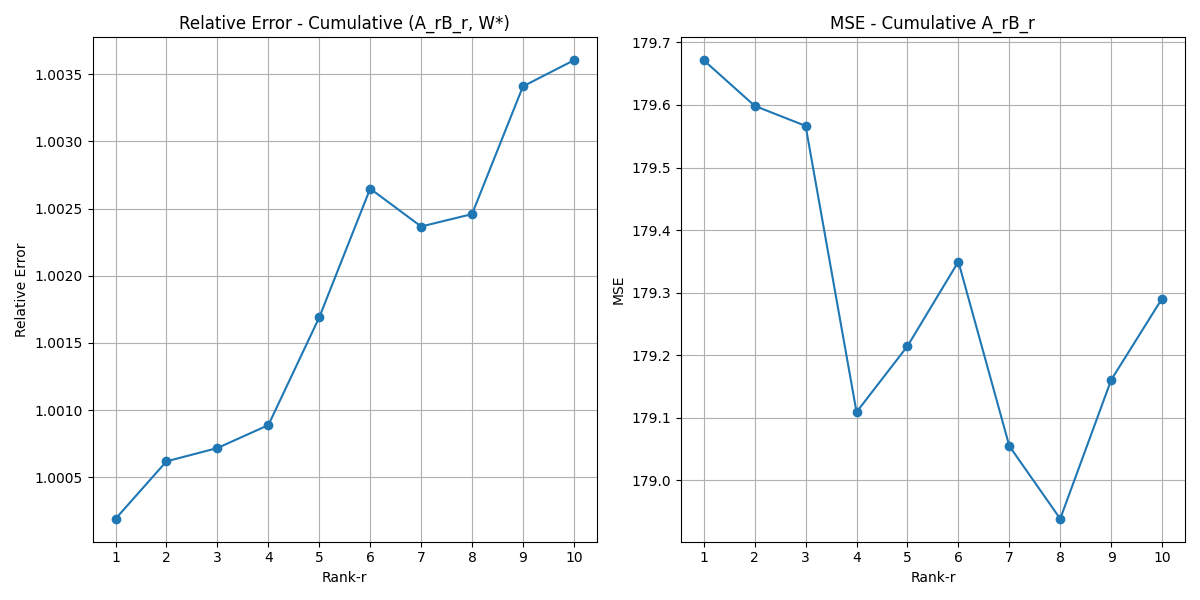 Relative Error - Cumulative (A_rB_r, W*)
1.0035
1.0030
1.0025
1.0020
1.0015
1.0010
1.0005
Relative Error
1 2 3 4 5 6 7 8 9 10
Rank-r
MSE - Cumulative A_rB_r
179.7
179.6
179.5
179.4
179.3
179.2
179.1
179.0
MSE
1 2 3 4 5 6 7 8 9 10
Rank-r